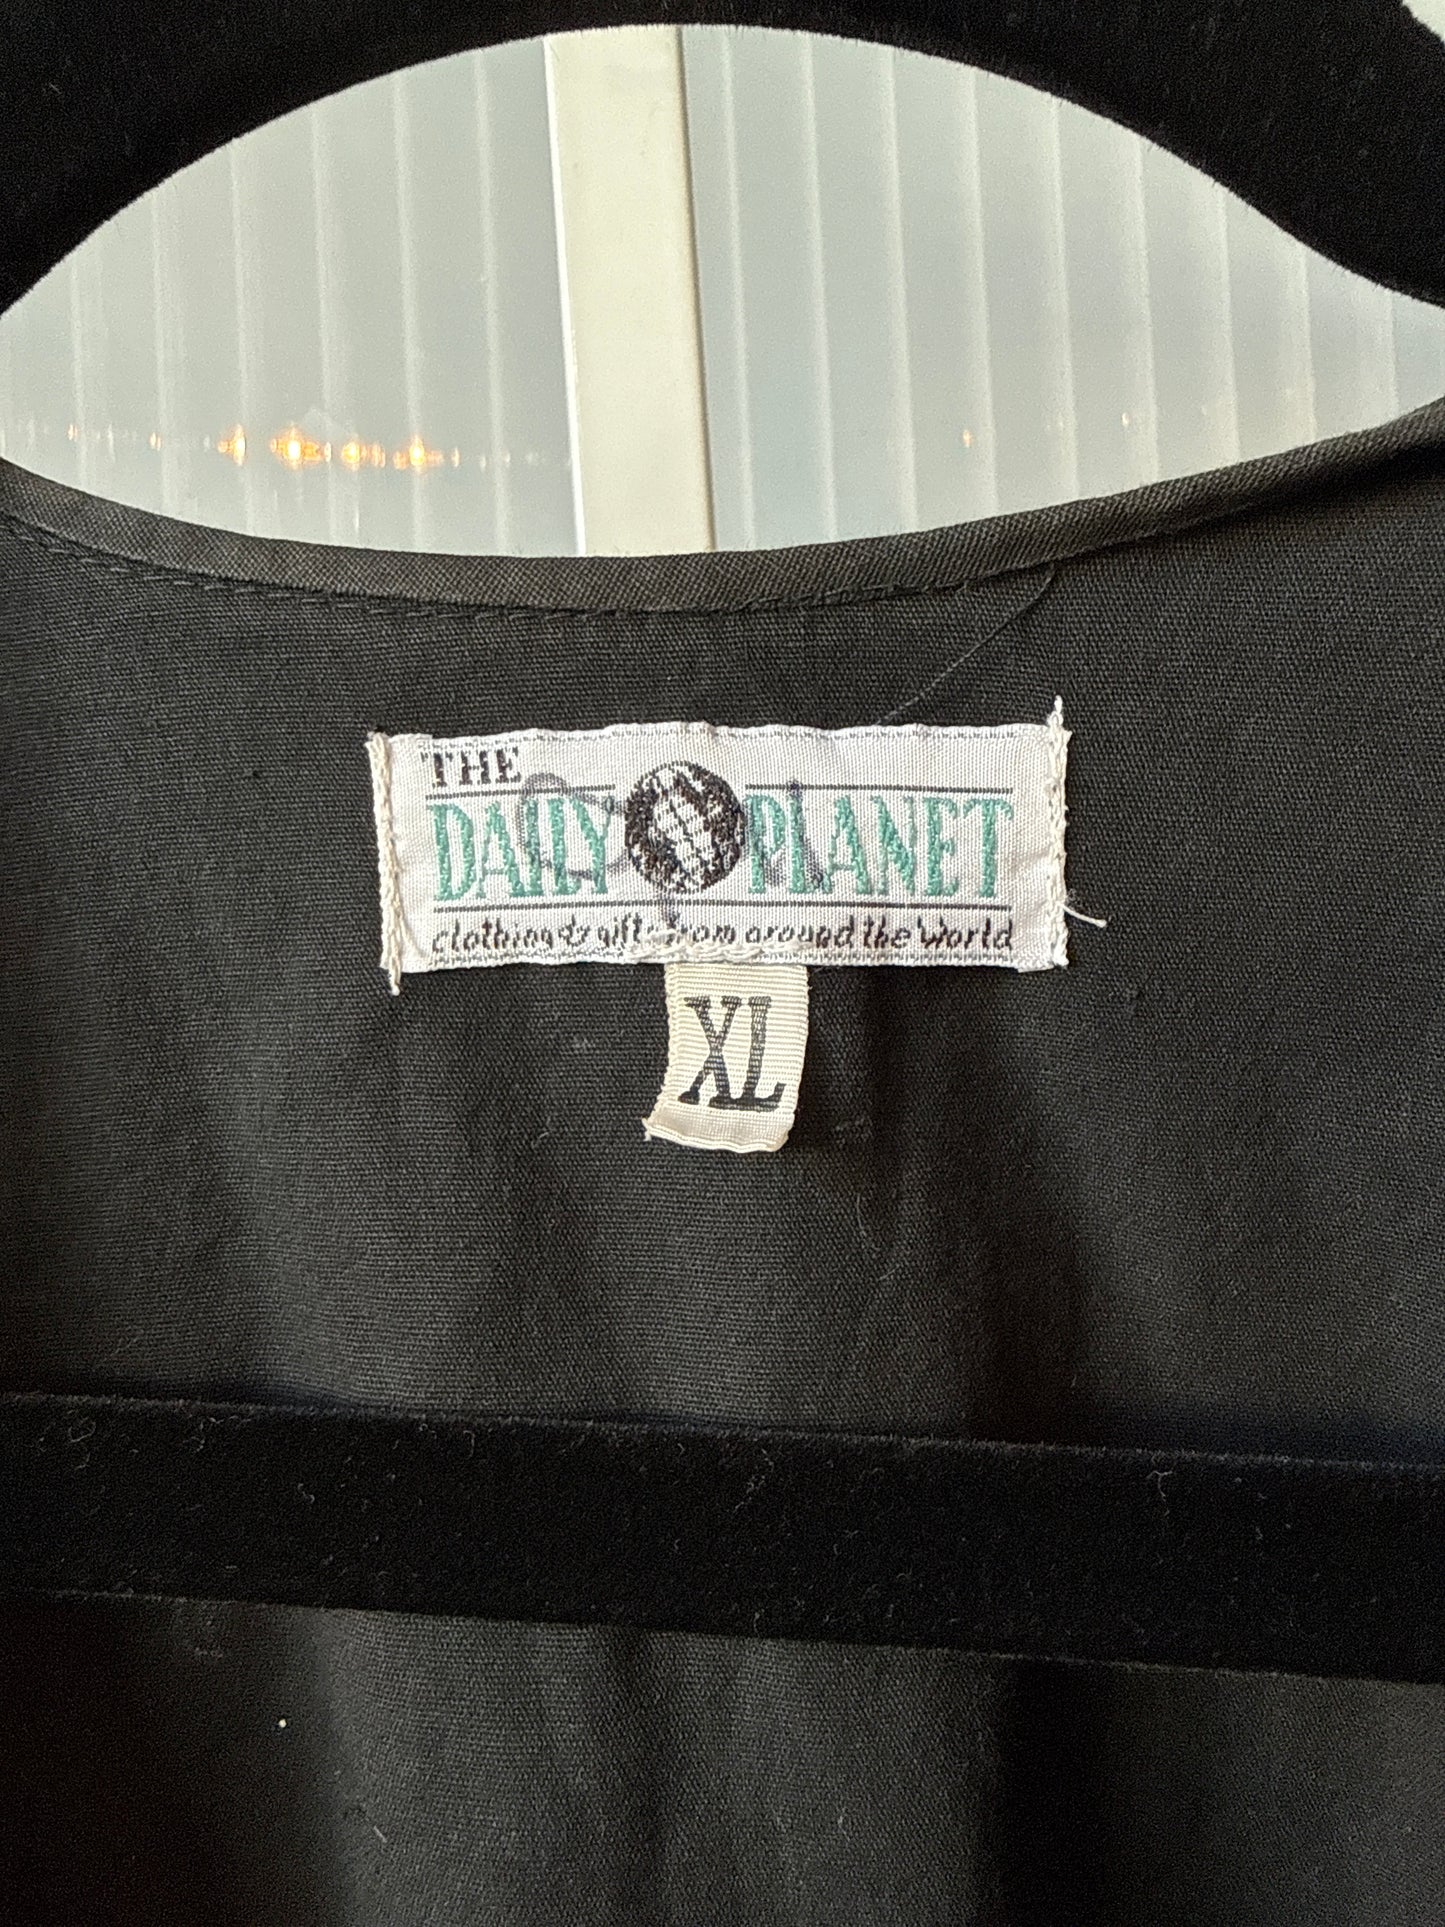 THE
DAILY PLANET
clothing & gifts from around the World
XL